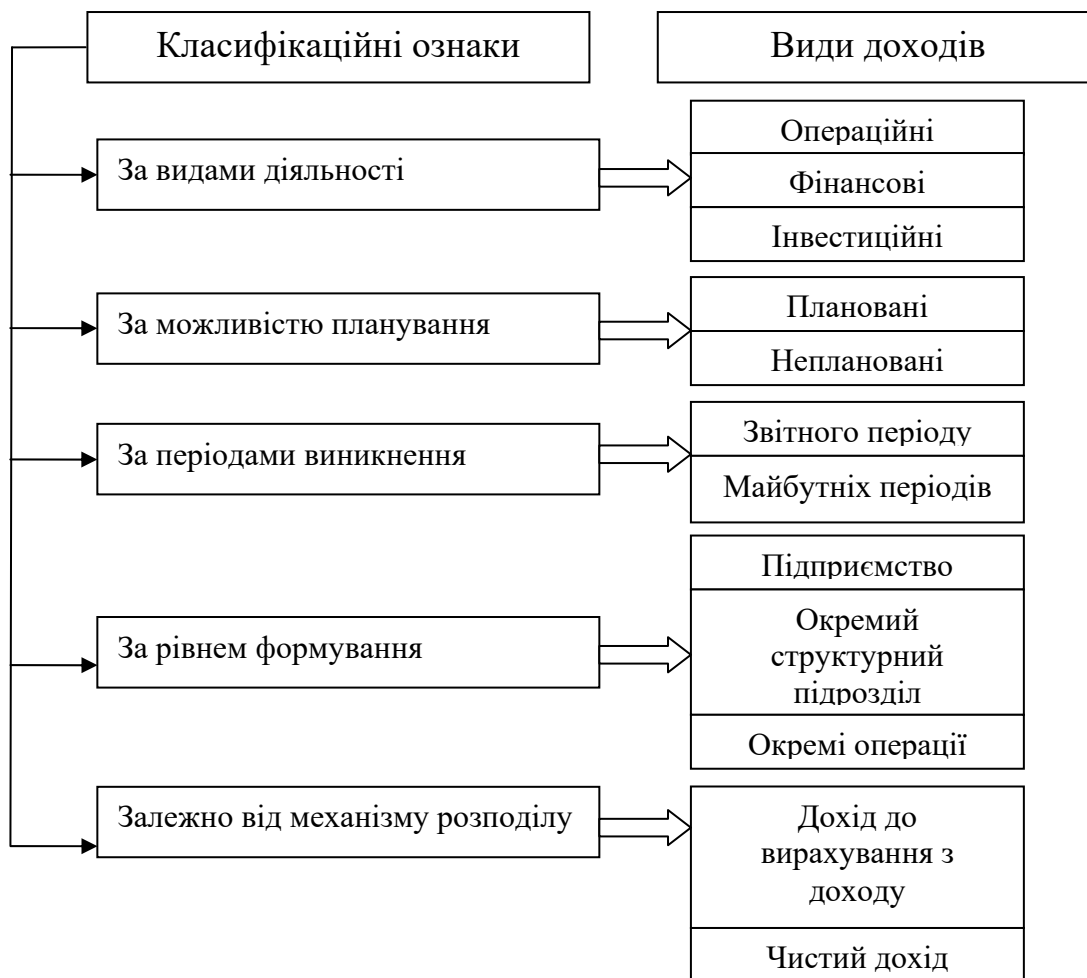 Класифікаційні ознаки
Види доходів
За видами діяльності
Операційні
Фінансові
Інвестиційні
За можливістю планування
Плановані
Неплановані
За періодами виникнення
Звітного періоду
Майбутніх періодів
За рівнем формування
Підприємство
Окремий
структурний
підрозділ
Окремі операції
Залежно від механізму розподілу
Дохід до
вирахування з
доходу
Чистий дохід